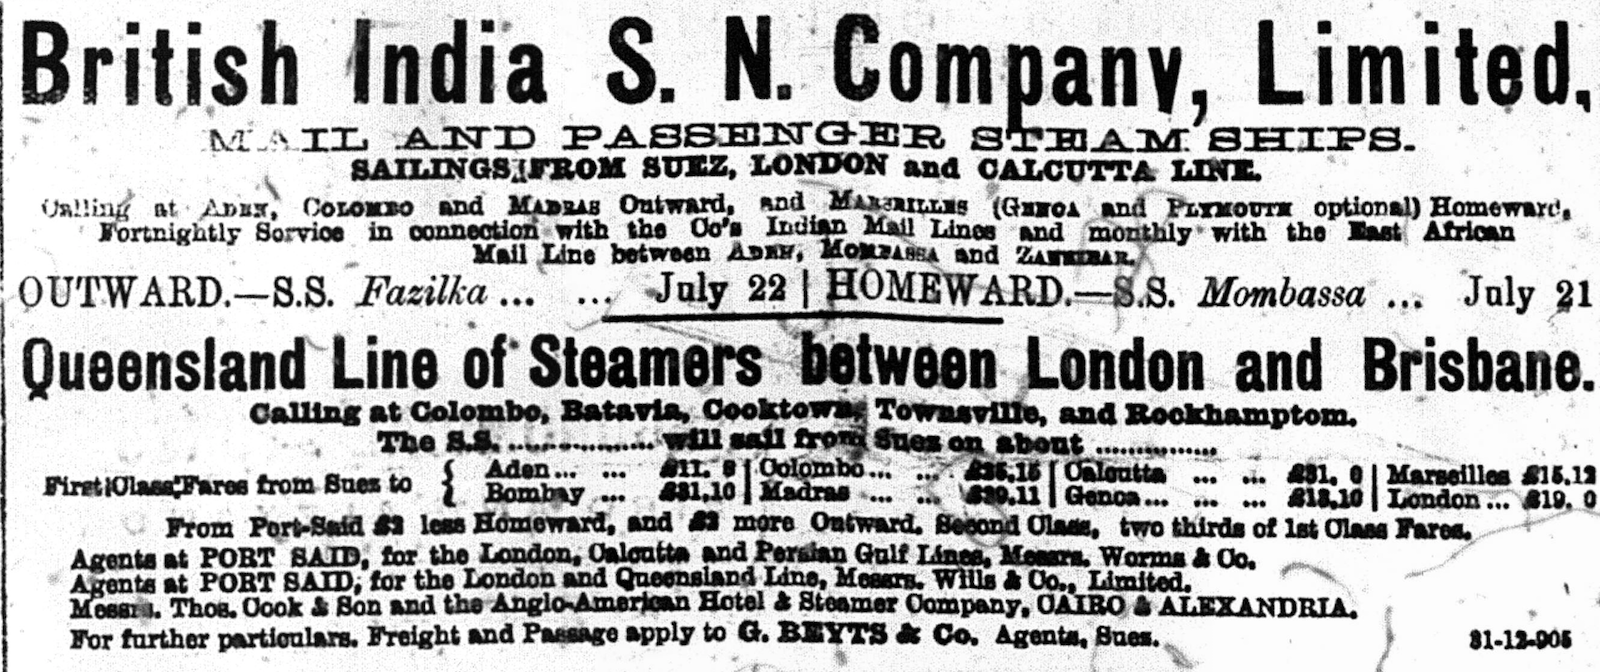 British India S. N. Company, Limited,
MAIL AND PASSENGER STEAM SHIPS.
SAILINGS FROM SUEZ, LONDON and CALCUTTA LINE.
Calling at ADEN, COLOMBO and MADRAS Outward, and MARSEILLES (GENOA and PLYMOUTH optional) Homeward,
Fortnightly Service in connection with the Co's Indian Mail Lines and monthly with the East African
Mail Line between ADEN, MOMBASSA and ZANZIBAR.
OUTWARD.—S.S. Fazilka ... ... July 22 | HOMEWARD.—S.S. Mombassa ... July 21
Queensland Line of Steamers between London and Brisbane.
Calling at Colombo, Batavia, Cooktown, Townsville, and Rockhamptom.
The S.S. ................ will sail from Suez on about ...............
First Class Fares from Suez to { Aden ... ... £11. | Colombo ... ... | Calcutta ... ... £31. 0 | Marseilles £15.12
Bombay ... £31.10 | Madras ... ... | Genoa ... ... ... £18.10 | London ... £19. 0
From Port-Said £2 less Homeward, and £2 more Outward. Second Class, two thirds of 1st Class Fares.
Agents at PORT SAID, for the London, Calcutta and Persian Gulf Lines, Messrs. Worms & Co.
Agents at PORT SAID, for the London and Queensland Line, Messrs. Wills & Co., Limited.
Messrs. Thos. Cook & Son and the Anglo-American Hotel & Steamer Company, CAIRO & ALEXANDRIA.
For further particulars. Freight and Passage apply to G. BEYTS & Co. Agents, Suez.
31-12-905